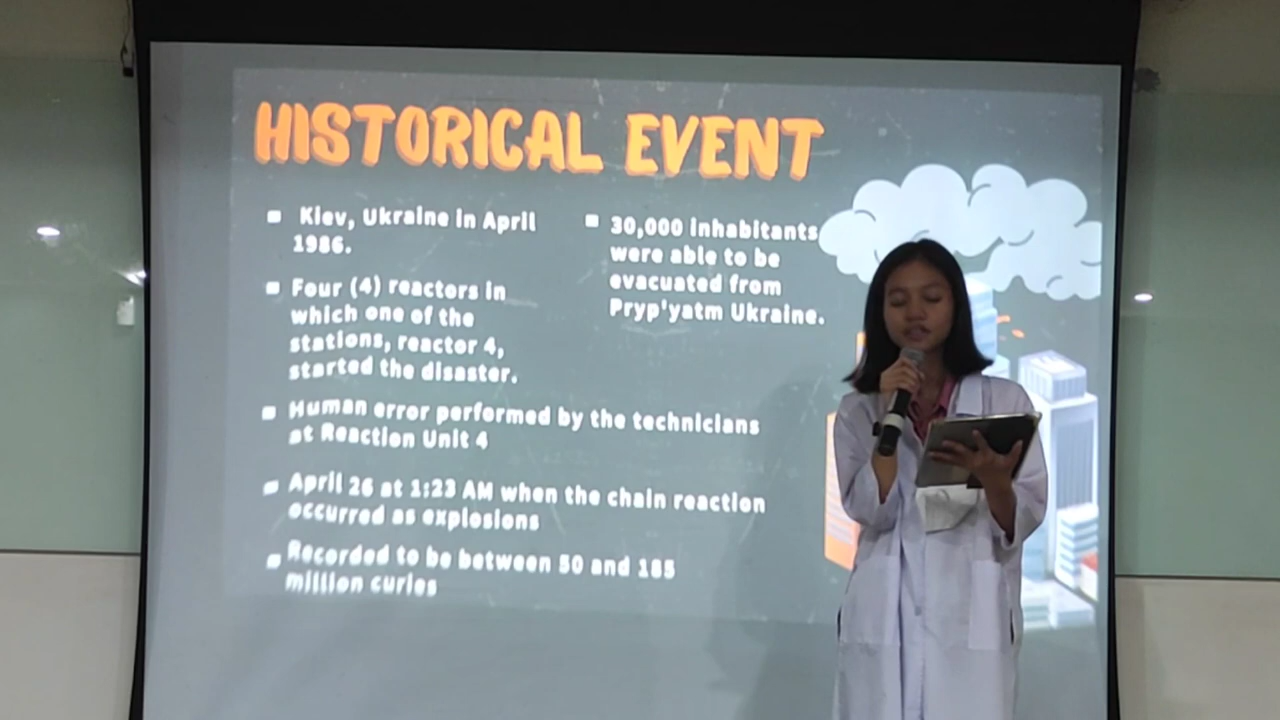 HISTORICAL EVENT
Kiev, Ukraine in April
1986.
Four (4) reactors in
which one of the
stations, reactor 4,
started the disaster.
Human error performed by the technicians
at Reaction Unit 4
April 26 at 1:23 AM when the chain reaction
occurred as explosions
Recorded to be between 50 and 185
million curies
30,000 inhabitants
were able to be
evacuated from
Pryp'yatm Ukraine.